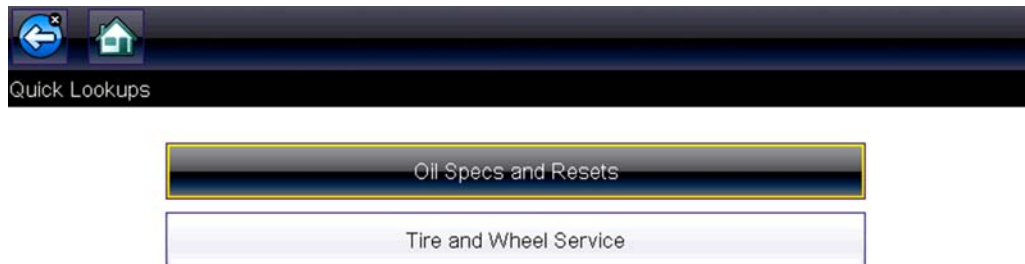 Quick Lookups
Oil Specs and Resets
Tire and Wheel Service